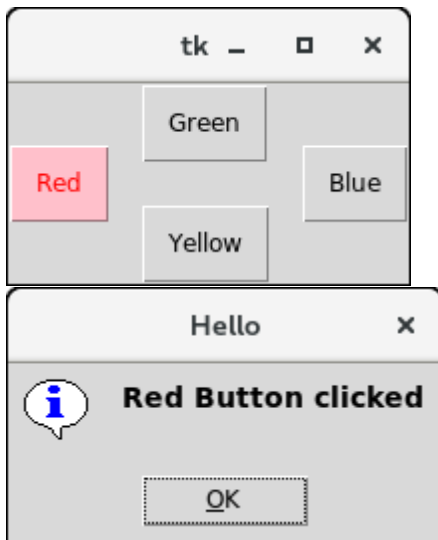 tk
Green
Red
Blue
Yellow
Hello
Red Button clicked
OK